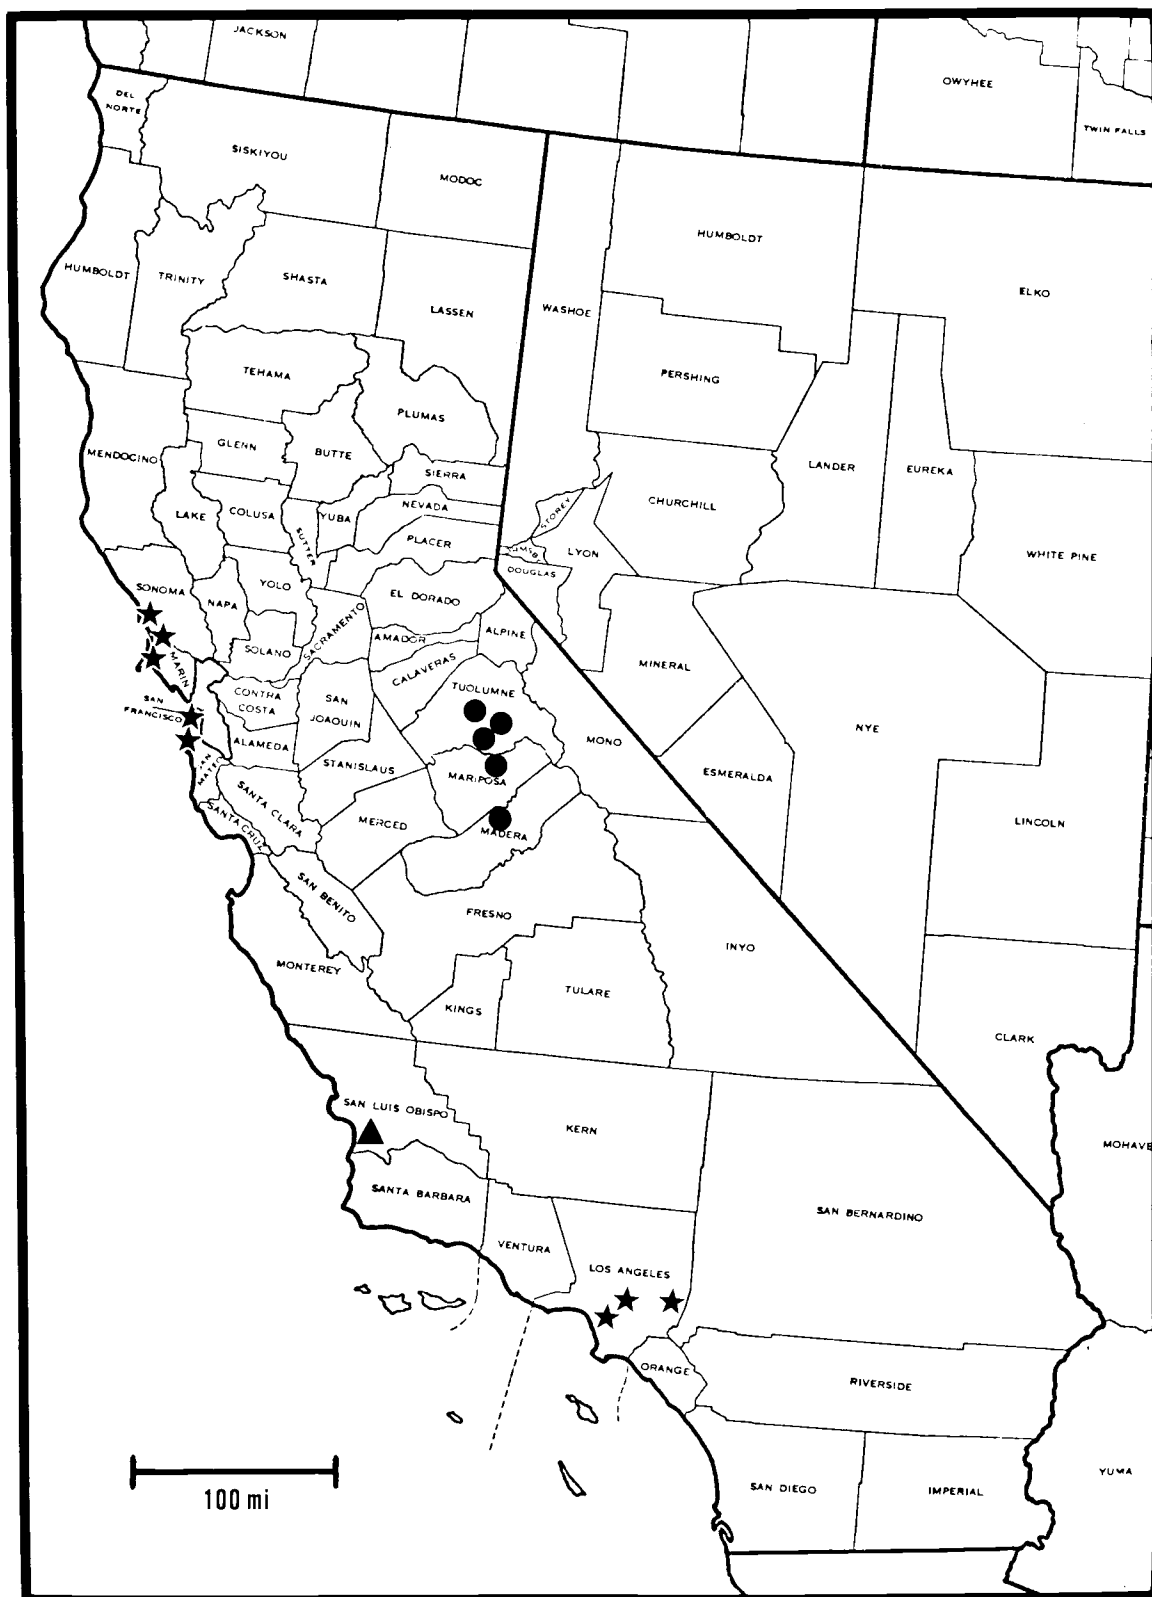 JACKSON
OWYHEE
TWIN FALLS
DEL
NORTE
SISKIYOU
MODOC
HUMBOLDT
HUMBOLDT
TRINITY
SHASTA
LASSEN
WASHOE
ELKO
TEHAMA
PERSHING
PLUMAS
MENDOCINO
GLENN
BUTTE
SIERRA
LANDER
EUREKA
LAKE
COLUSA
SUTTER
YUBA
NEVADA
STOREY
CHURCHILL
PLACER
LYON
WHITE PINE
DOUGLAS
SONOMA
NAPA
YOLO
EL DORADO
SACRAMENTO
SOLANO
AMADOR
ALPINE
MARIN
CALAVERAS
MINERAL
CONTRA
COSTA
SAN
JOAQUIN
TUOLUMNE
SAN
FRANCISCO
NYE
ALAMEDA
MONO
STANISLAUS
MARIPOSA
ESMERALDA
AN
MATEO
SANTA CLARA
SANTA CRUZ
MERCED
MADERA
LINCOLN
SAN BENITO
FRESNO
INYO
MONTEREY
TULARE
KINGS
CLARK
SAN LUIS OBISPO
KERN
MOHAVE
SANTA BARBARA
SAN BERNARDINO
VENTURA
LOS ANGELES
ORANGE
RIVERSIDE
100 mi
SAN DIEGO
IMPERIAL
YUMA